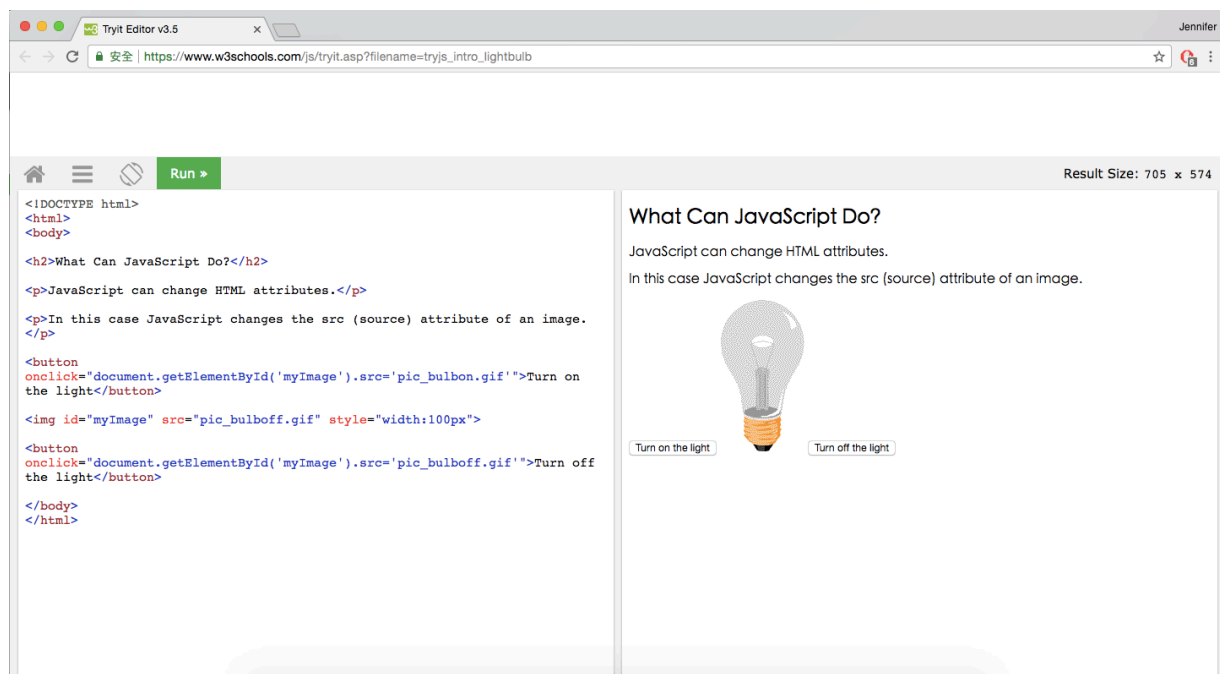 Tryit Editor v3.5
Jennifer
安全 | https://www.w3schools.com/js/tryit.asp?filename=tryjs_intro_lightbulb
6
Run »
Result Size: 705 x 574
<!DOCTYPE html>
<html>
<body>
<h2>What Can JavaScript Do?</h2>
<p>JavaScript can change HTML attributes.</p>
<p>In this case JavaScript changes the src (source) attribute of an image.
</p>
<button
onclick="document.getElementById('myImage').src='pic_bulbon.gif'">Turn on
the light</button>
<img id="myImage" src="pic_bulboff.gif" style="width:100px">
<button
onclick="document.getElementById('myImage').src='pic_bulboff.gif'">Turn off
the light</button>
</body>
</html>
What Can JavaScript Do?
JavaScript can change HTML attributes.
In this case JavaScript changes the src (source) attribute of an image.
Turn on the light
Turn off the light